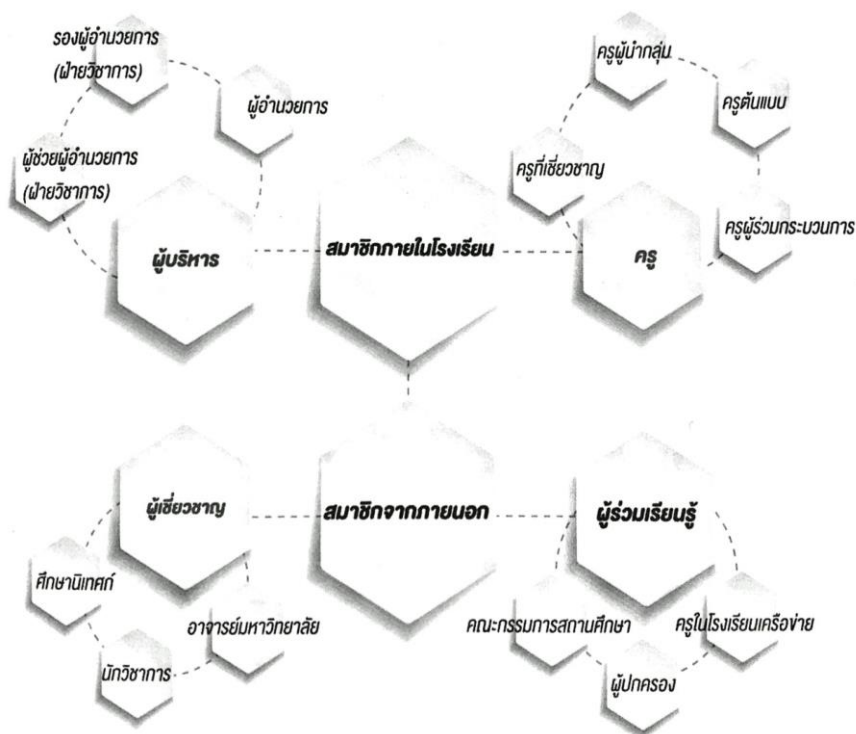 รองผู้อำนวยการ
(ฝ่ายวิชาการ)
ผู้อำนวยการ
ผู้ช่วยผู้อำนวยการ
(ฝ่ายวิชาการ)
ผู้บริหาร
สมาชิกภายในโรงเรียน
ครูผู้นำกลุ่ม
ครูต้นแบบ
ครูที่เชี่ยวชาญ
ครูผู้ร่วมกระบวนการ
ครู
ผู้เชี่ยวชาญ
สมาชิกจากภายนอก
ผู้ร่วมเรียนรู้
ศึกษานิเทศก์
อาจารย์มหาวิทยาลัย
นักวิชาการ
คณะกรรมการสถานศึกษา
ครูในโรงเรียนเครือข่าย
ผู้ปกครอง